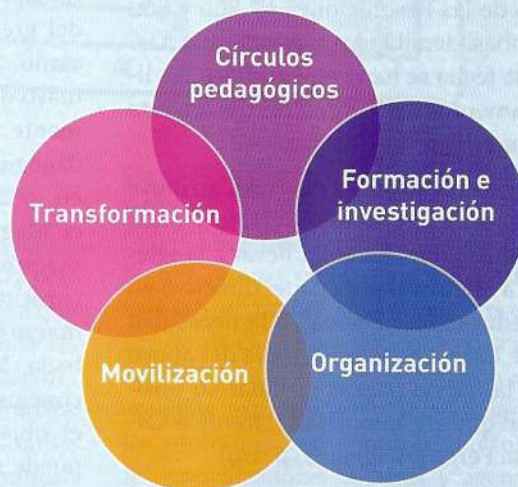 Círculos
pedagógicos
Formación e
investigación
Organización
Movilización
Transformación